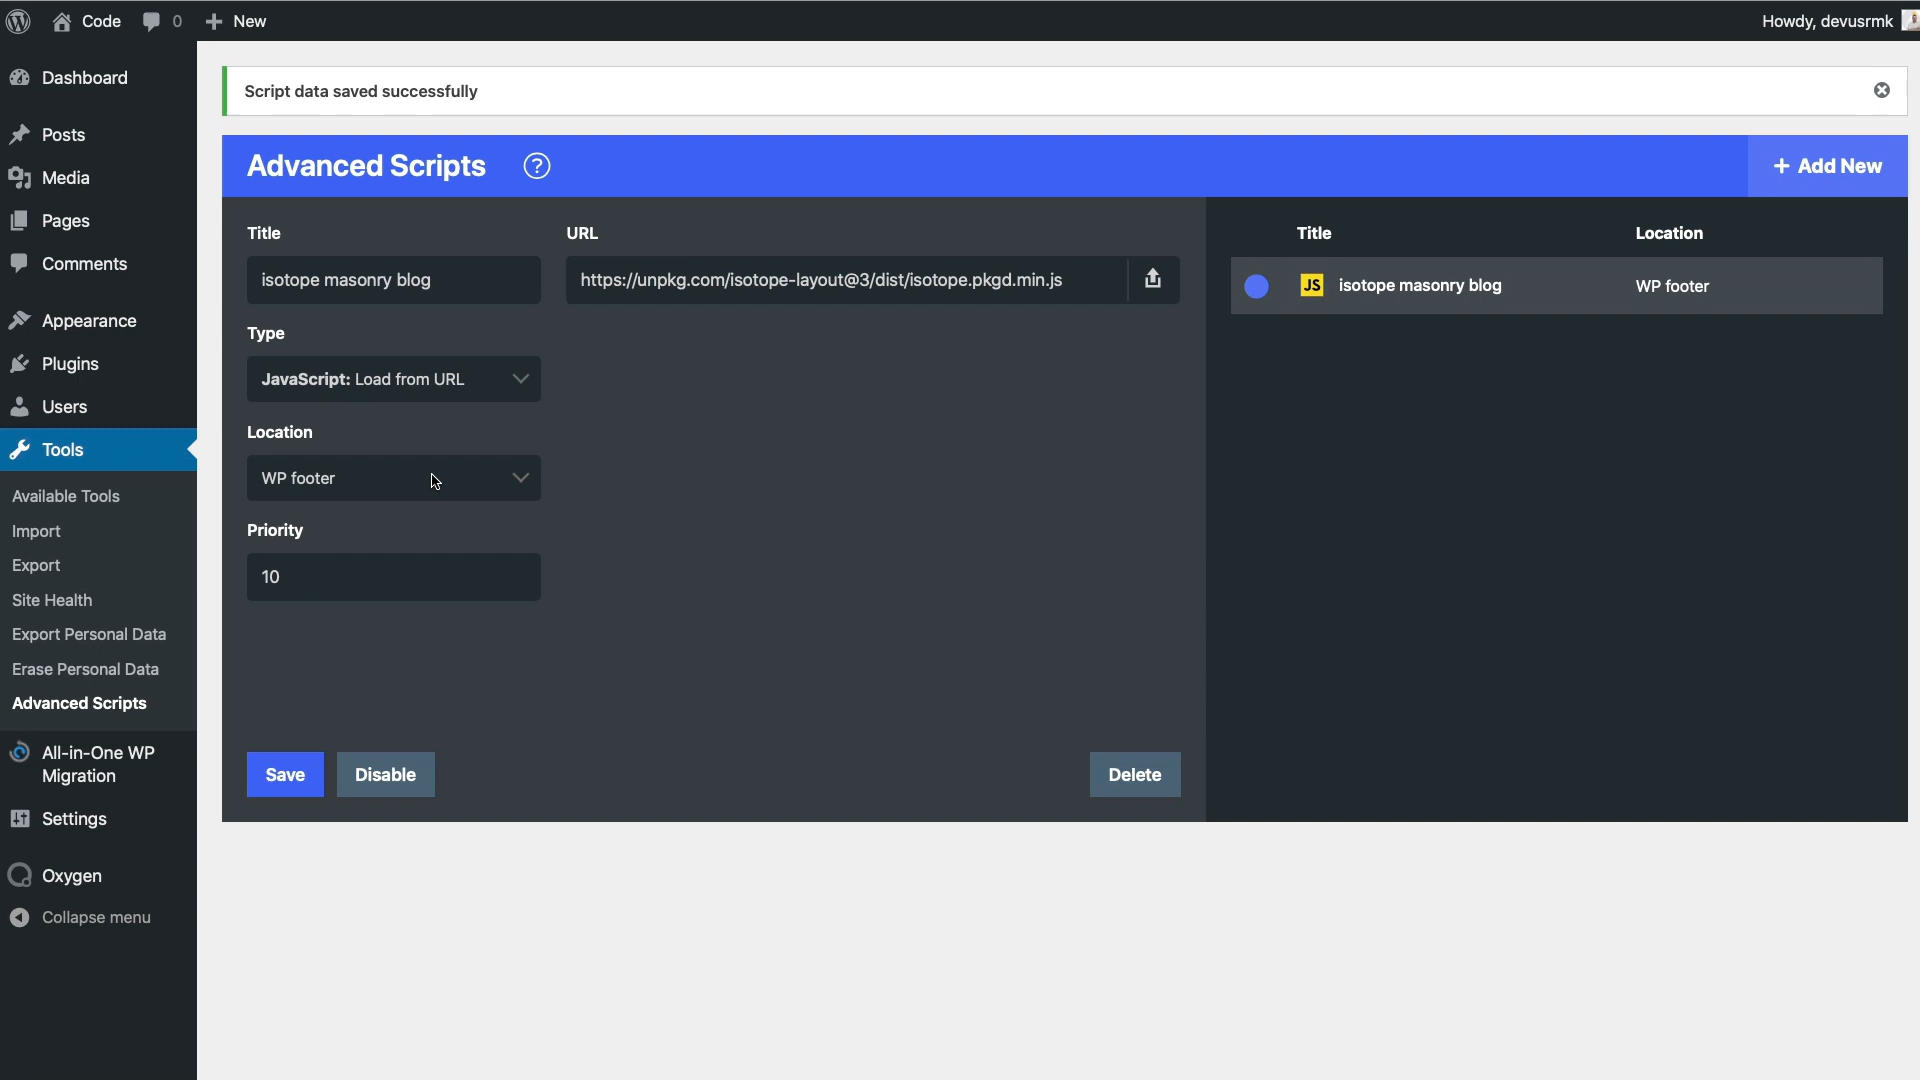 Code
0
New
Howdy, devusrmk
Dashboard
Posts
Media
Pages
Comments
Appearance
Plugins
Users
Tools
Available Tools
Import
Export
Site Health
Export Personal Data
Erase Personal Data
Advanced Scripts
All-in-One WP
Migration
Settings
Oxygen
Collapse menu
Script data saved successfully
Advanced Scripts ?
+ Add New
Title
URL
isotope masonry blog
https://unpkg.com/isotope-layout@3/dist/isotope.pkgd.min.js
Type
JavaScript: Load from URL
Location
WP footer
Priority
10
Save
Disable
Delete
Title
Location
JS isotope masonry blog
WP footer